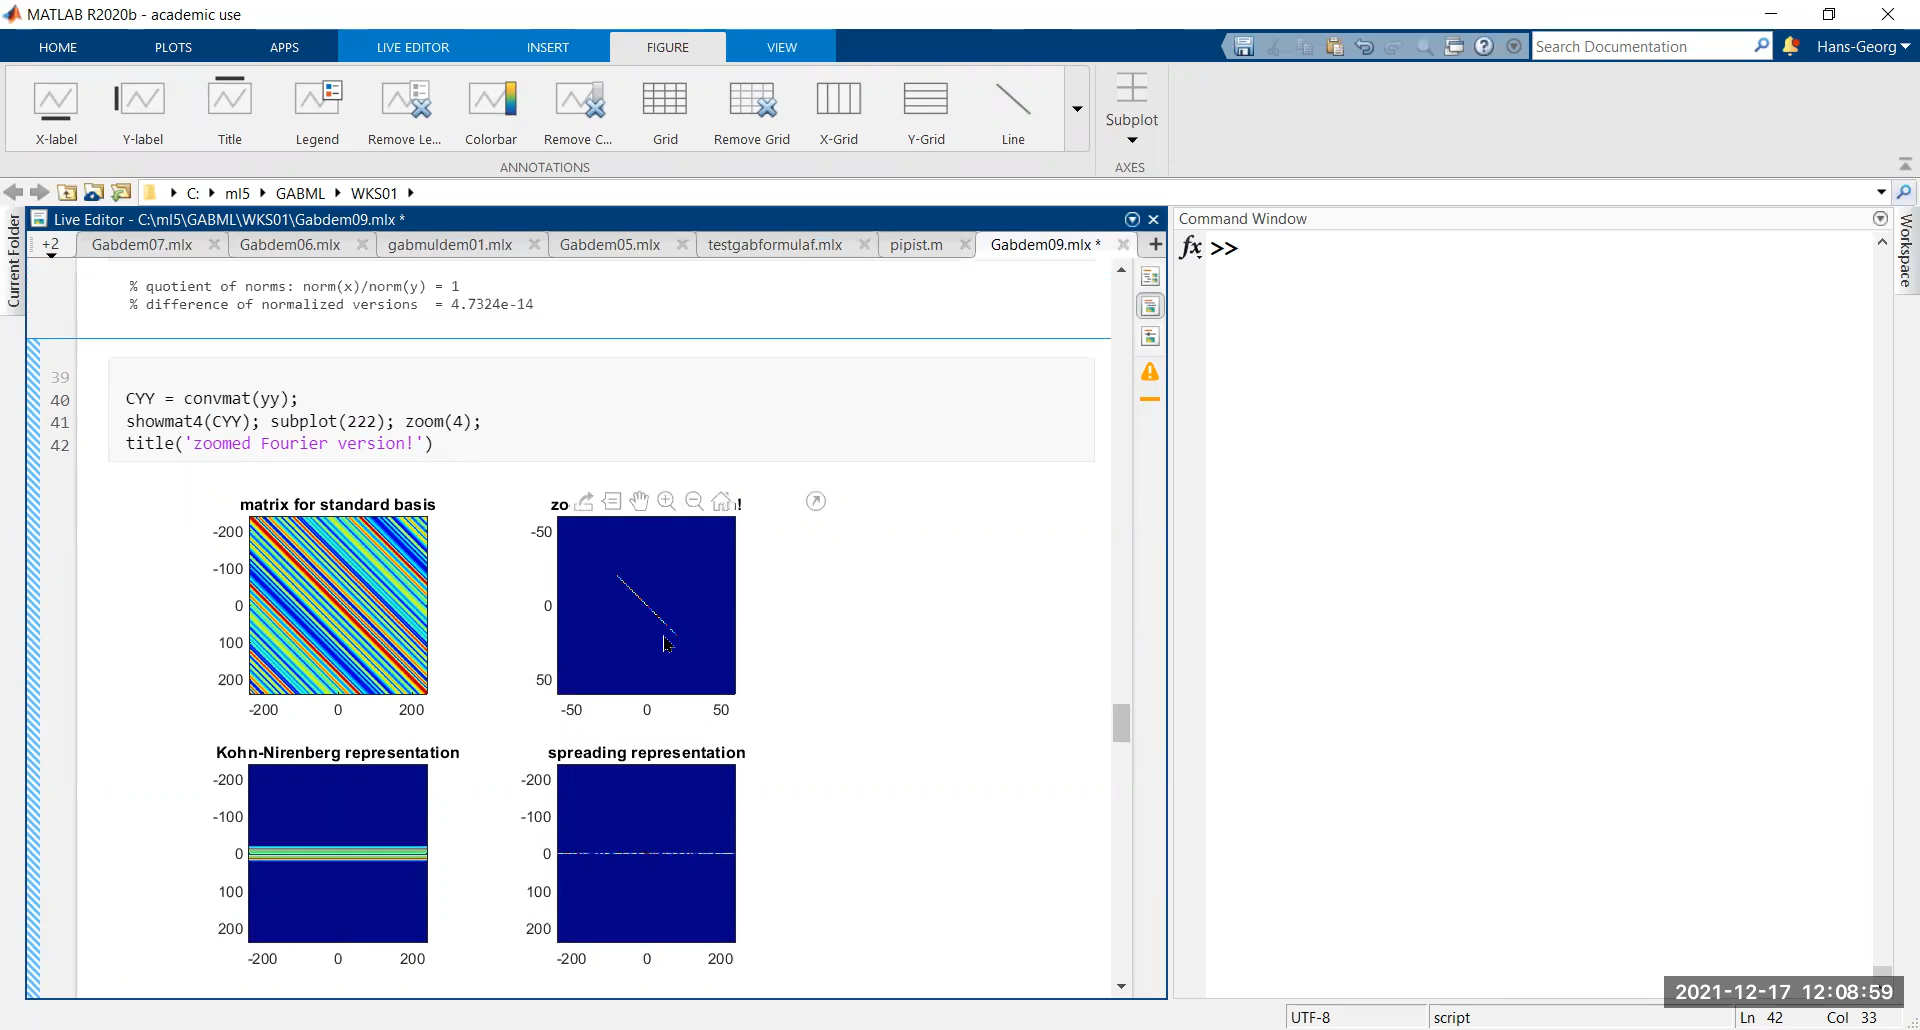 MATLAB R2020b - academic use
HOME PLOTS APPS LIVE EDITOR INSERT FIGURE VIEW
Search Documentation
Hans-Georg
X-label Y-label Title Legend Remove Le... Colorbar Remove C... Grid Remove Grid X-Grid Y-Grid Line
Subplot
ANNOTATIONS
AXES
C: ml5 GABML WKS01
Current Folder
Live Editor - C:\ml5\GABML\WKS01\Gabdem09.mlx *
+2 Gabdem07.mlx Gabdem06.mlx gabmuldem01.mlx Gabdem05.mlx testgabformulaf.mlx pipist.m Gabdem09.mlx *
% quotient of norms: norm(x)/norm(y) = 1
% difference of normalized versions = 4.7324e-14
39
40 CYY = convmat(yy);
41 showmat4(CYY); subplot(222); zoom(4);
42 title('zoomed Fourier version!')
matrix for standard basis
-200
-100
0
100
200
-200 0 200
zo !
-50
0
50
-50 0 50
Kohn-Nirenberg representation
-200
-100
0
100
200
-200 0 200
spreading representation
-200
-100
0
100
200
-200 0 200
Command Window
fx >>
Workspace
2021-12-17 12:08:59
UTF-8 script Ln 42 Col 33